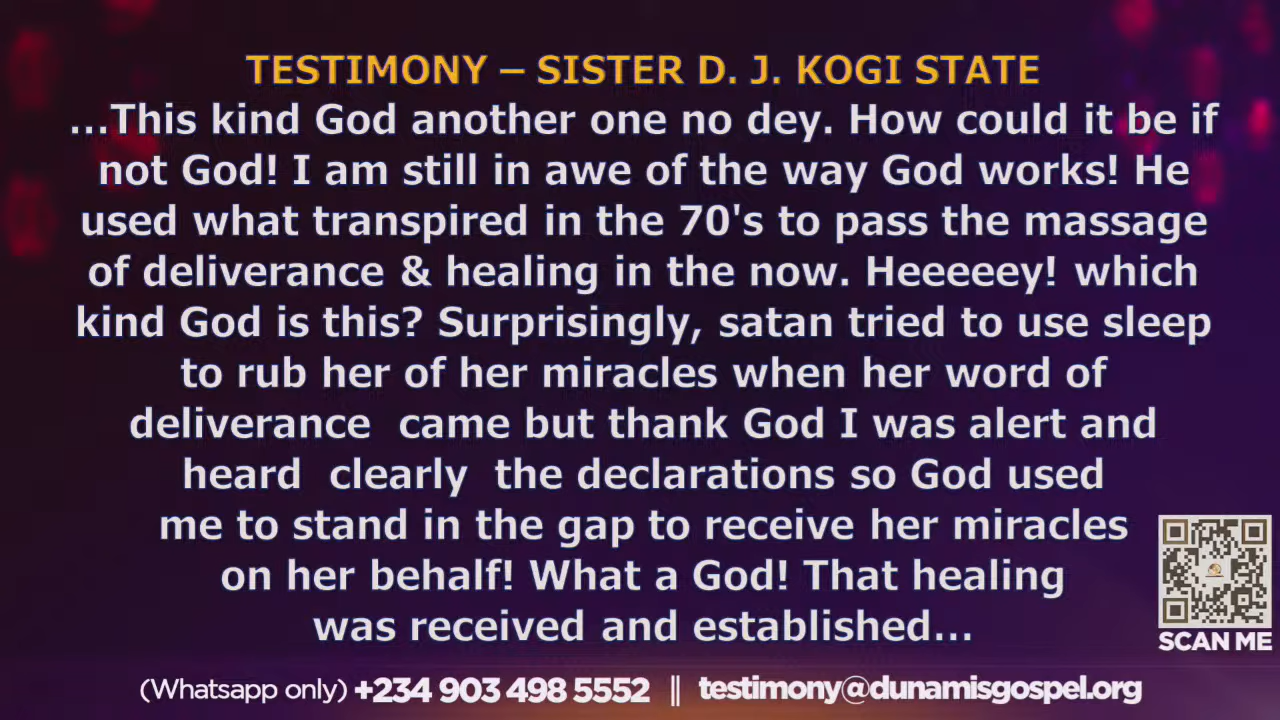 TESTIMONY – SISTER D. J. KOGI STATE
...This kind God another one no dey. How could it be if
not God! I am still in awe of the way God works! He
used what transpired in the 70's to pass the massage
of deliverance & healing in the now. Heeeeey! which
kind God is this? Surprisingly, satan tried to use sleep
to rub her of her miracles when her word of
deliverance  came but thank God I was alert and
heard  clearly  the declarations so God used
me to stand in the gap to receive her miracles
on her behalf! What a God! That healing
was received and established...
SCAN ME
(Whatsapp only) +234 903 498 5552 || testimony@dunamisgospel.org